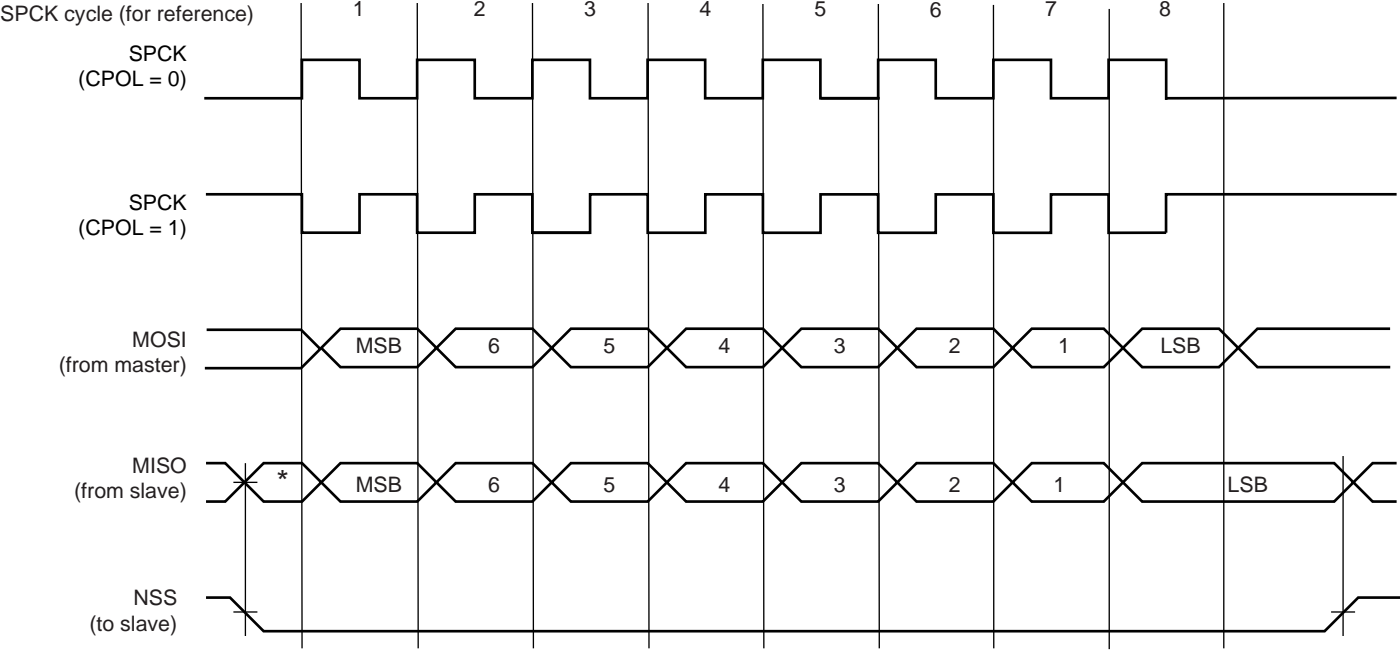 SPCK cycle (for reference) 1 2 3 4 5 6 7 8
SPCK
(CPOL = 0)
SPCK
(CPOL = 1)
MOSI
(from master)
MSB 6 5 4 3 2 1 LSB
MISO
(from slave)
* MSB 6 5 4 3 2 1 LSB
NSS
(to slave)